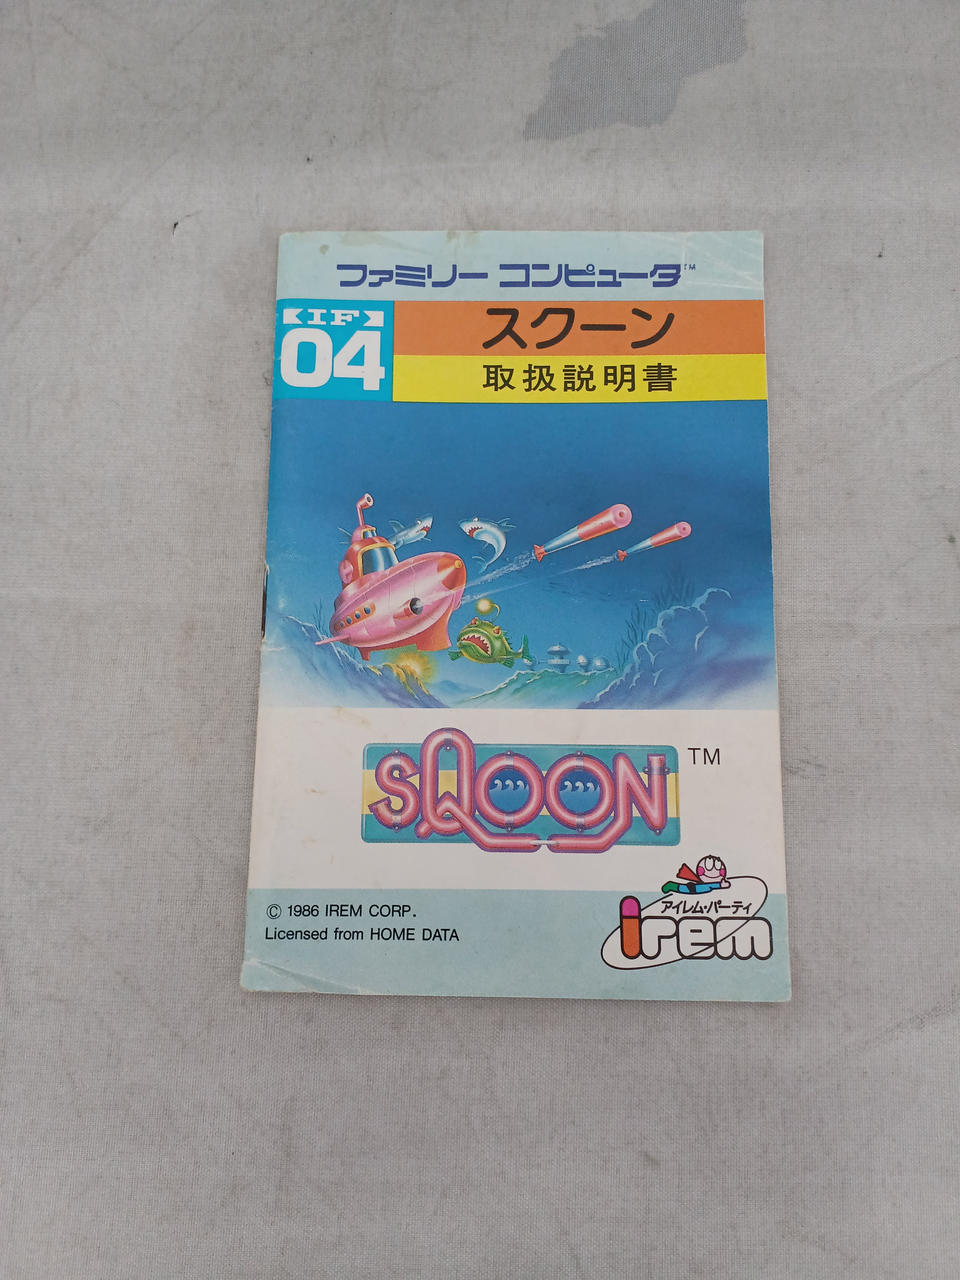 ファミリー コンピュータ™
IF
04
スクーン
取扱説明書
SQOON TM
© 1986 IREM CORP.
Licensed from HOME DATA
アイレム・パーティ
irem